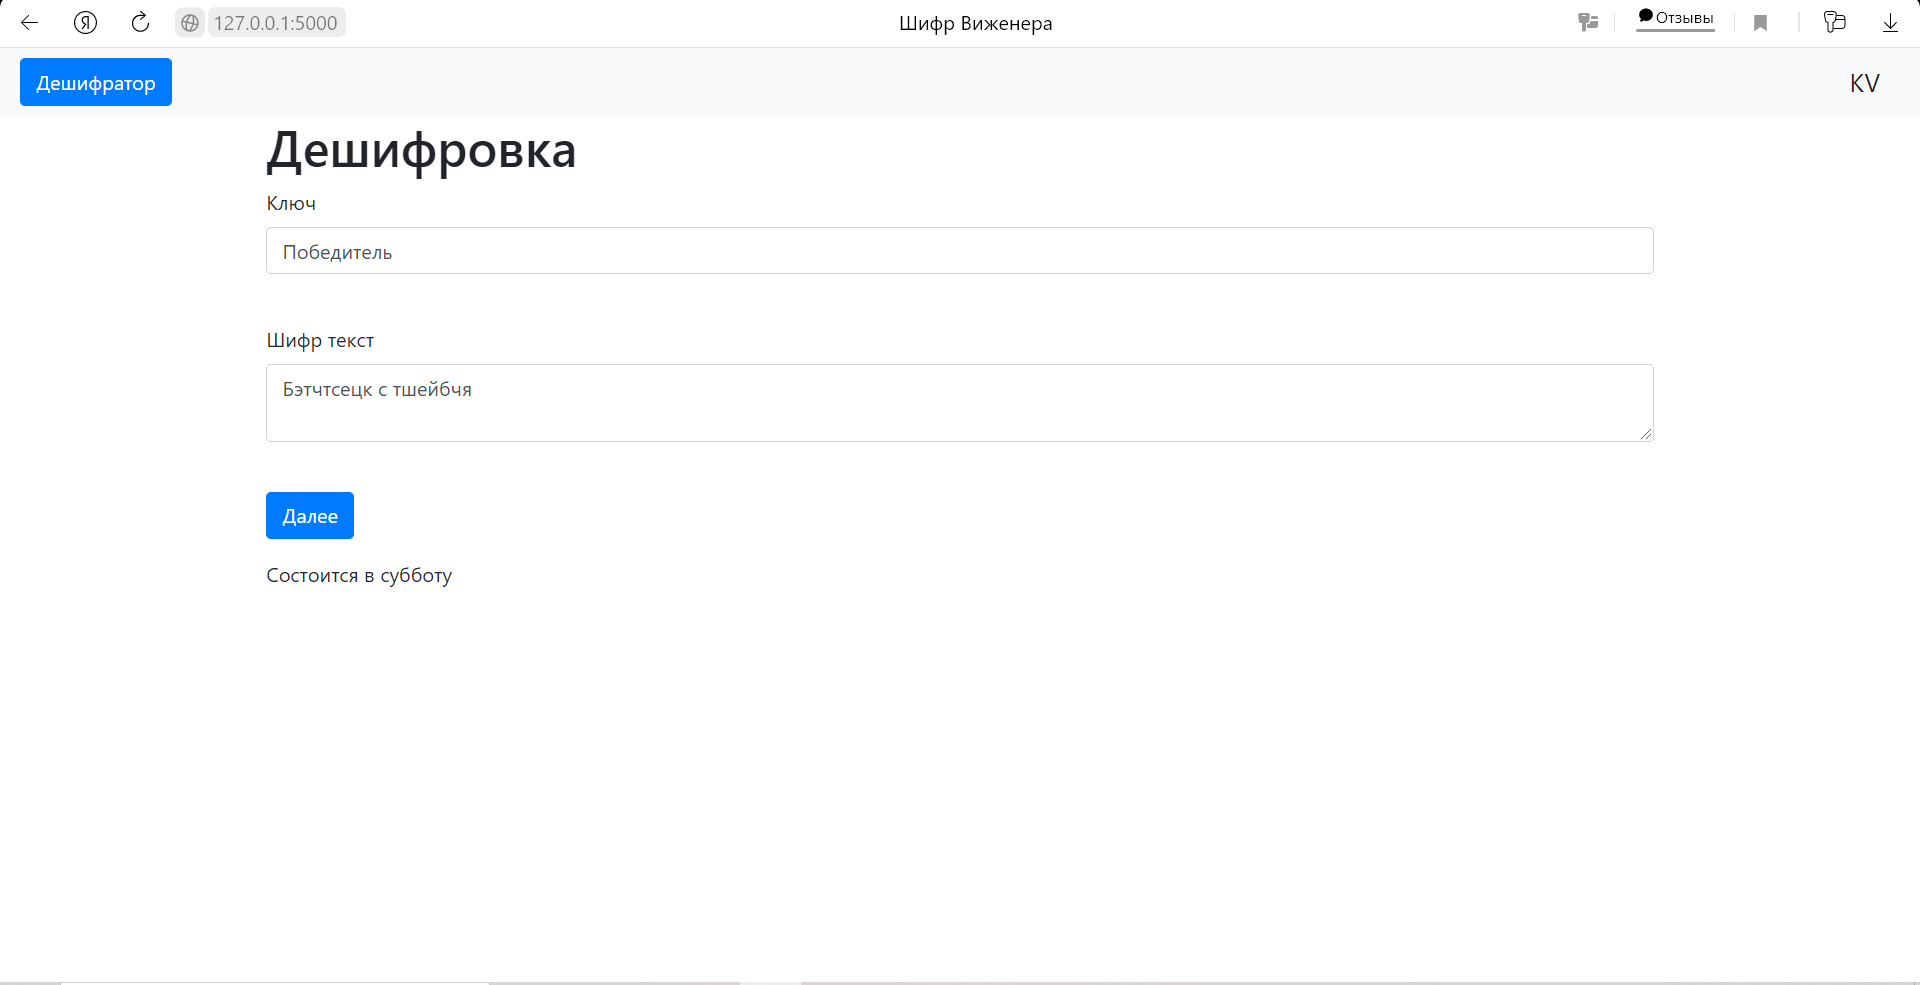 Я
127.0.0.1:5000
Шифр Виженера
Отзывы
Дешифратор
KV
Дешифровка
Ключ
Победитель
Шифр текст
Бэтчтсецк с тшейбчя
Далее
Состоится в субботу